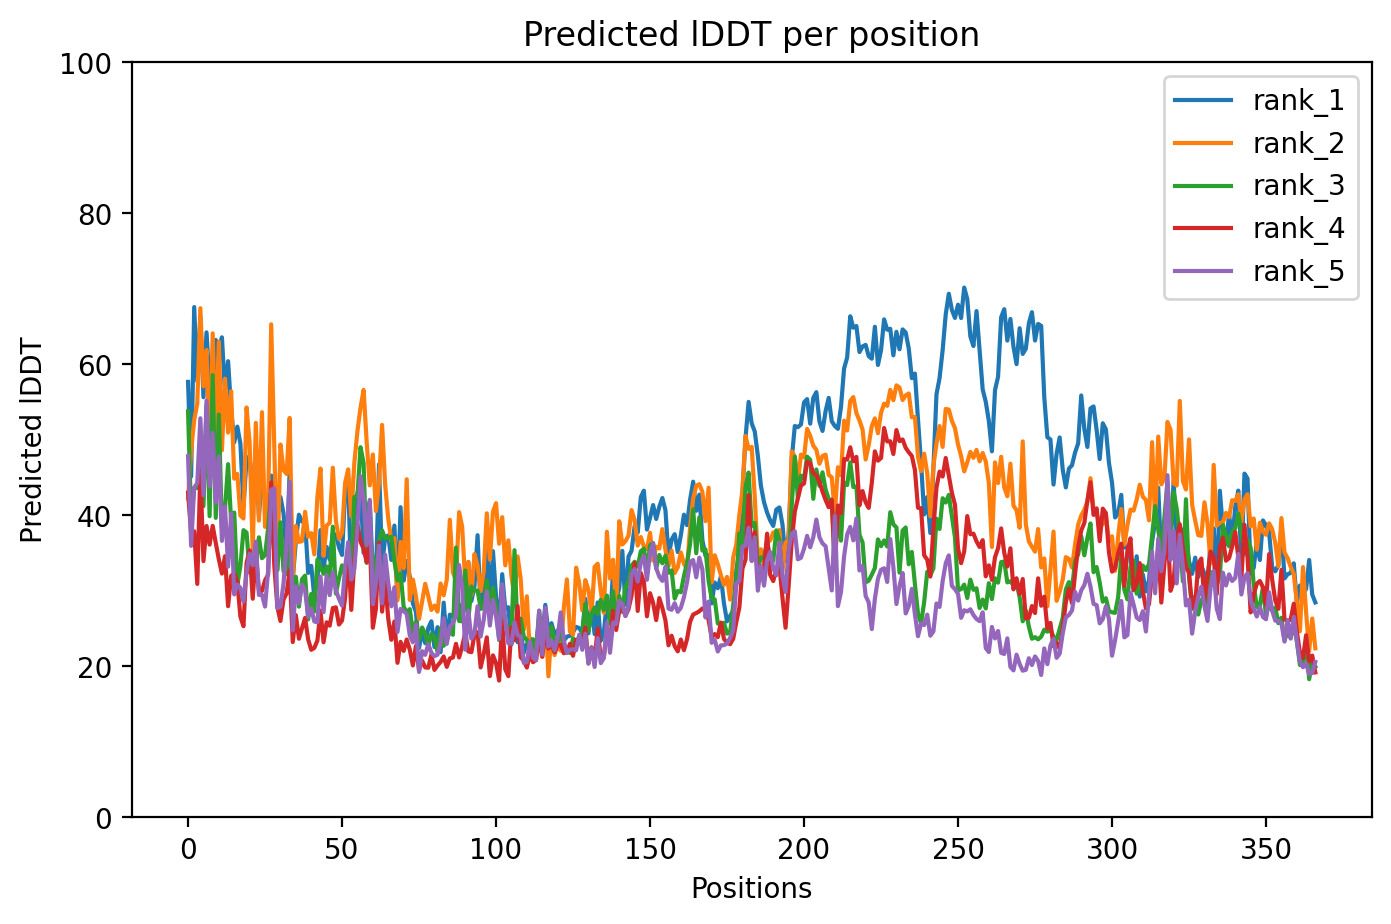 Predicted lDDT per position
100
80
60
40
20
0
Predicted lDDT
rank_1
rank_2
rank_3
rank_4
rank_5
0 50 100 150 200 250 300 350
Positions